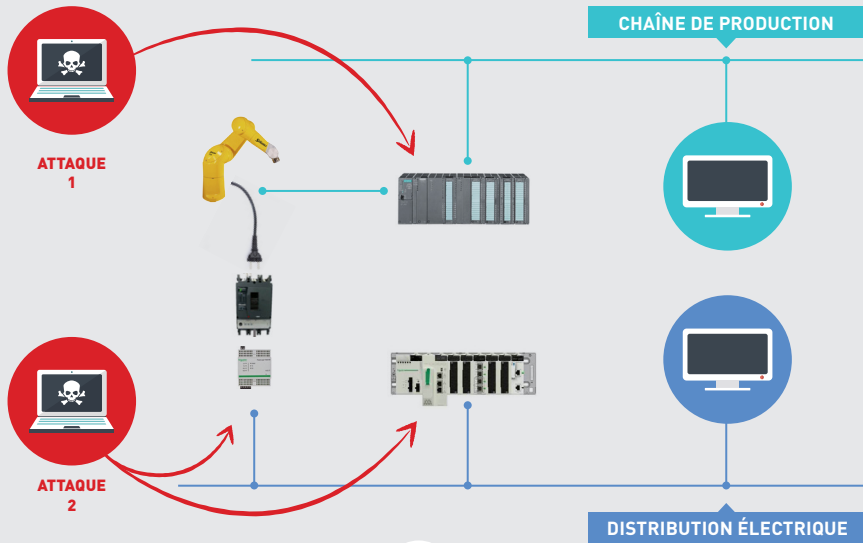 CHAÎNE DE PRODUCTION
ATTAQUE
1
ATTAQUE
2
DISTRIBUTION ÉLECTRIQUE